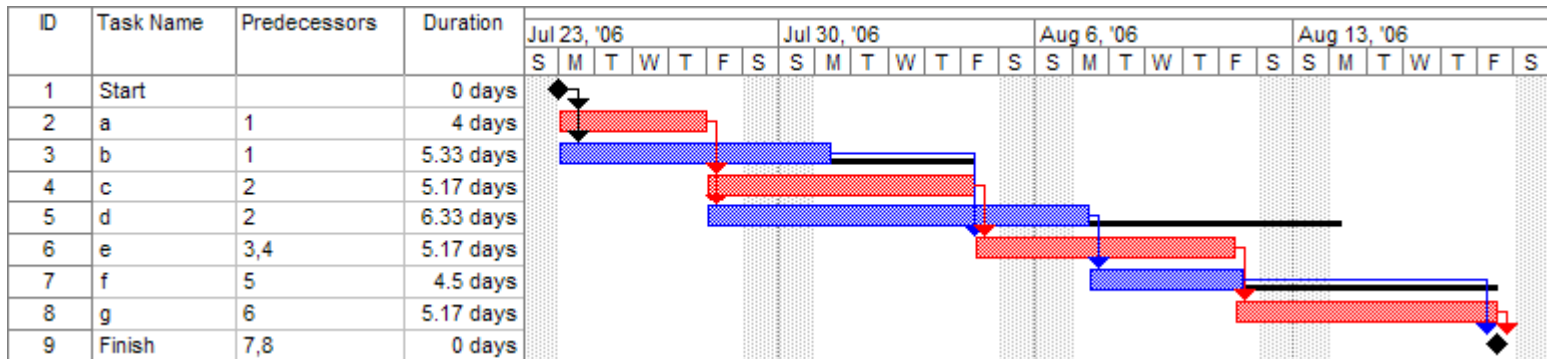 ID Task Name Predecessors Duration Jul 23, '06 Jul 30, '06 Aug 6, '06 Aug 13, '06
S M T W T F S S M T W T F S S M T W T F S S M T W T F S
1 Start 0 days
2 a 1 4 days
3 b 1 5.33 days
4 c 2 5.17 days
5 d 2 6.33 days
6 e 3,4 5.17 days
7 f 5 4.5 days
8 g 6 5.17 days
9 Finish 7,8 0 days